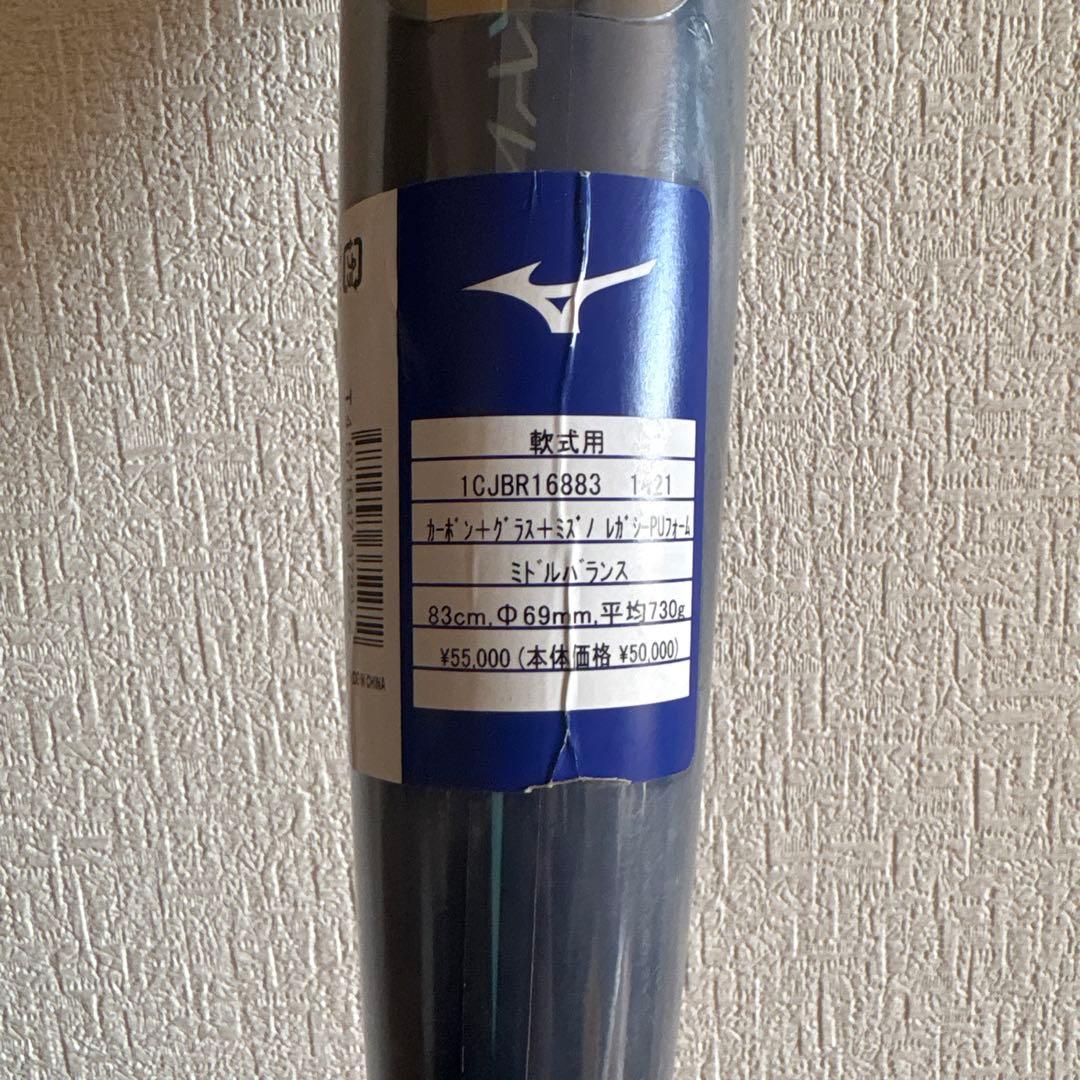 軟式用
1CJBR16883 1421
ｶｰﾎﾞﾝ+ｸﾞﾗｽ+ﾐｽﾞﾉ ﾚｶﾞｼｰPUﾌｫｰﾑ
ﾐﾄﾞﾙﾊﾞﾗﾝｽ
83cm,Φ69mm,平均730g
¥55,000(本体価格 ¥50,000)
CHINA